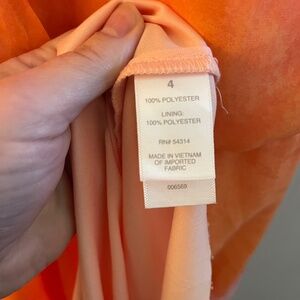 4
100% POLYESTER
LINING:
100% POLYESTER
RN# 54314
MADE IN VIETNAM
OF IMPORTED
FABRIC
006569